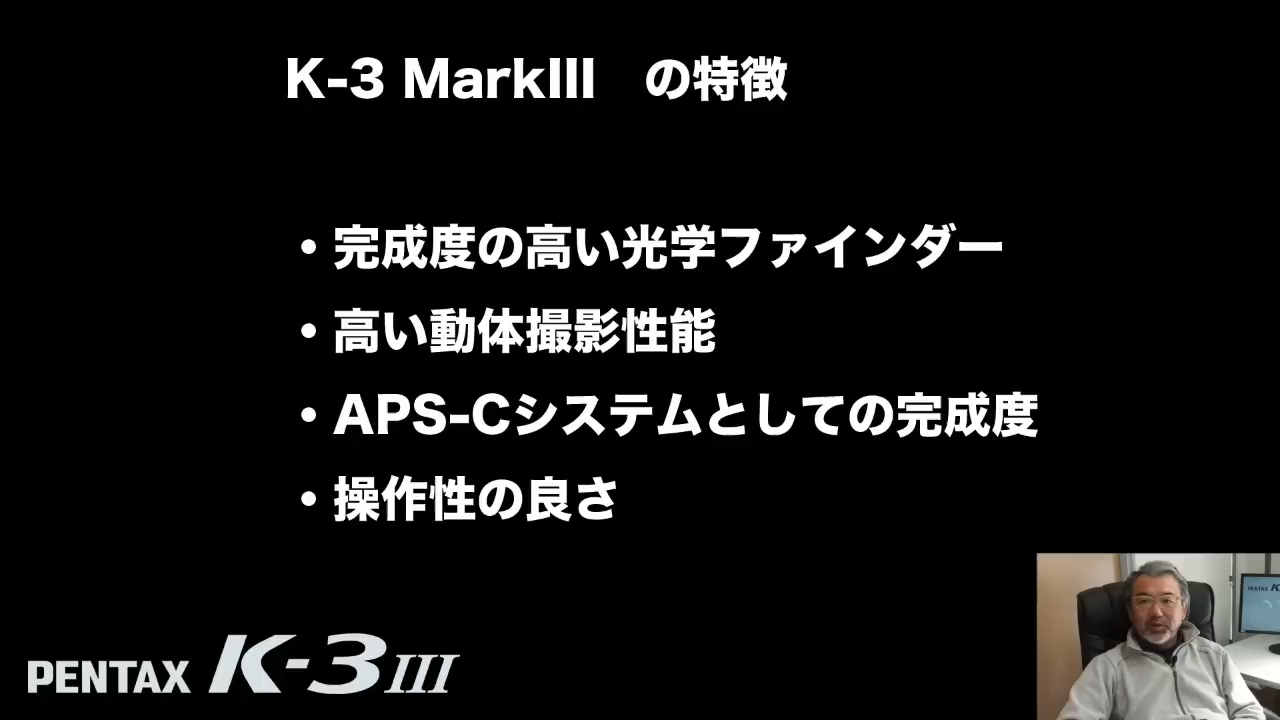 K-3 MarkIII　の特徴
・完成度の高い光学ファインダー
・高い動体撮影性能
・APS-Cシステムとしての完成度
・操作性の良さ
PENTAX K-3 III
PENTAX K